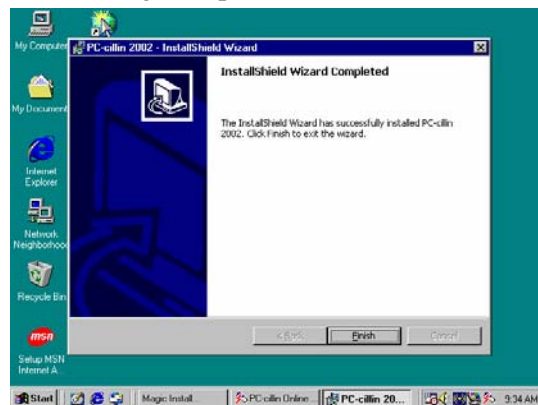 My Computer
PC-cillin 2002 - InstallShield Wizard
InstallShield Wizard Completed
The InstallShield Wizard has successfully installed PC-cillin
2002. Click Finish to exit the wizard.
My Document
Internet
Explorer
Network
Neighborhoo
Recycle Bin
msn
Setup MSN
Internet A...
< Back
Finish
Cancel
Start
Magic Install...
PC-cillin Online...
PC-cillin 20...
9:34 AM